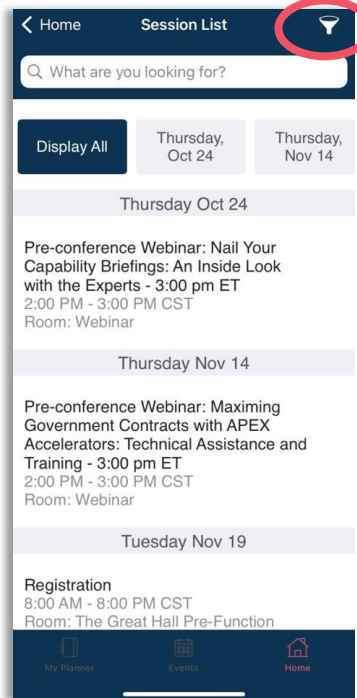 Home
Session List
What are you looking for?
Display All
Thursday,
Oct 24
Thursday,
Nov 14
Thursday Oct 24
Pre-conference Webinar: Nail Your
Capability Briefings: An Inside Look
with the Experts - 3:00 pm ET
2:00 PM - 3:00 PM CST
Room: Webinar
Thursday Nov 14
Pre-conference Webinar: Maximing
Government Contracts with APEX
Accelerators: Technical Assistance and
Training - 3:00 pm ET
2:00 PM - 3:00 PM CST
Room: Webinar
Tuesday Nov 19
Registration
8:00 AM - 8:00 PM CST
Room: The Great Hall Pre-Function
My Planner
Events
Home